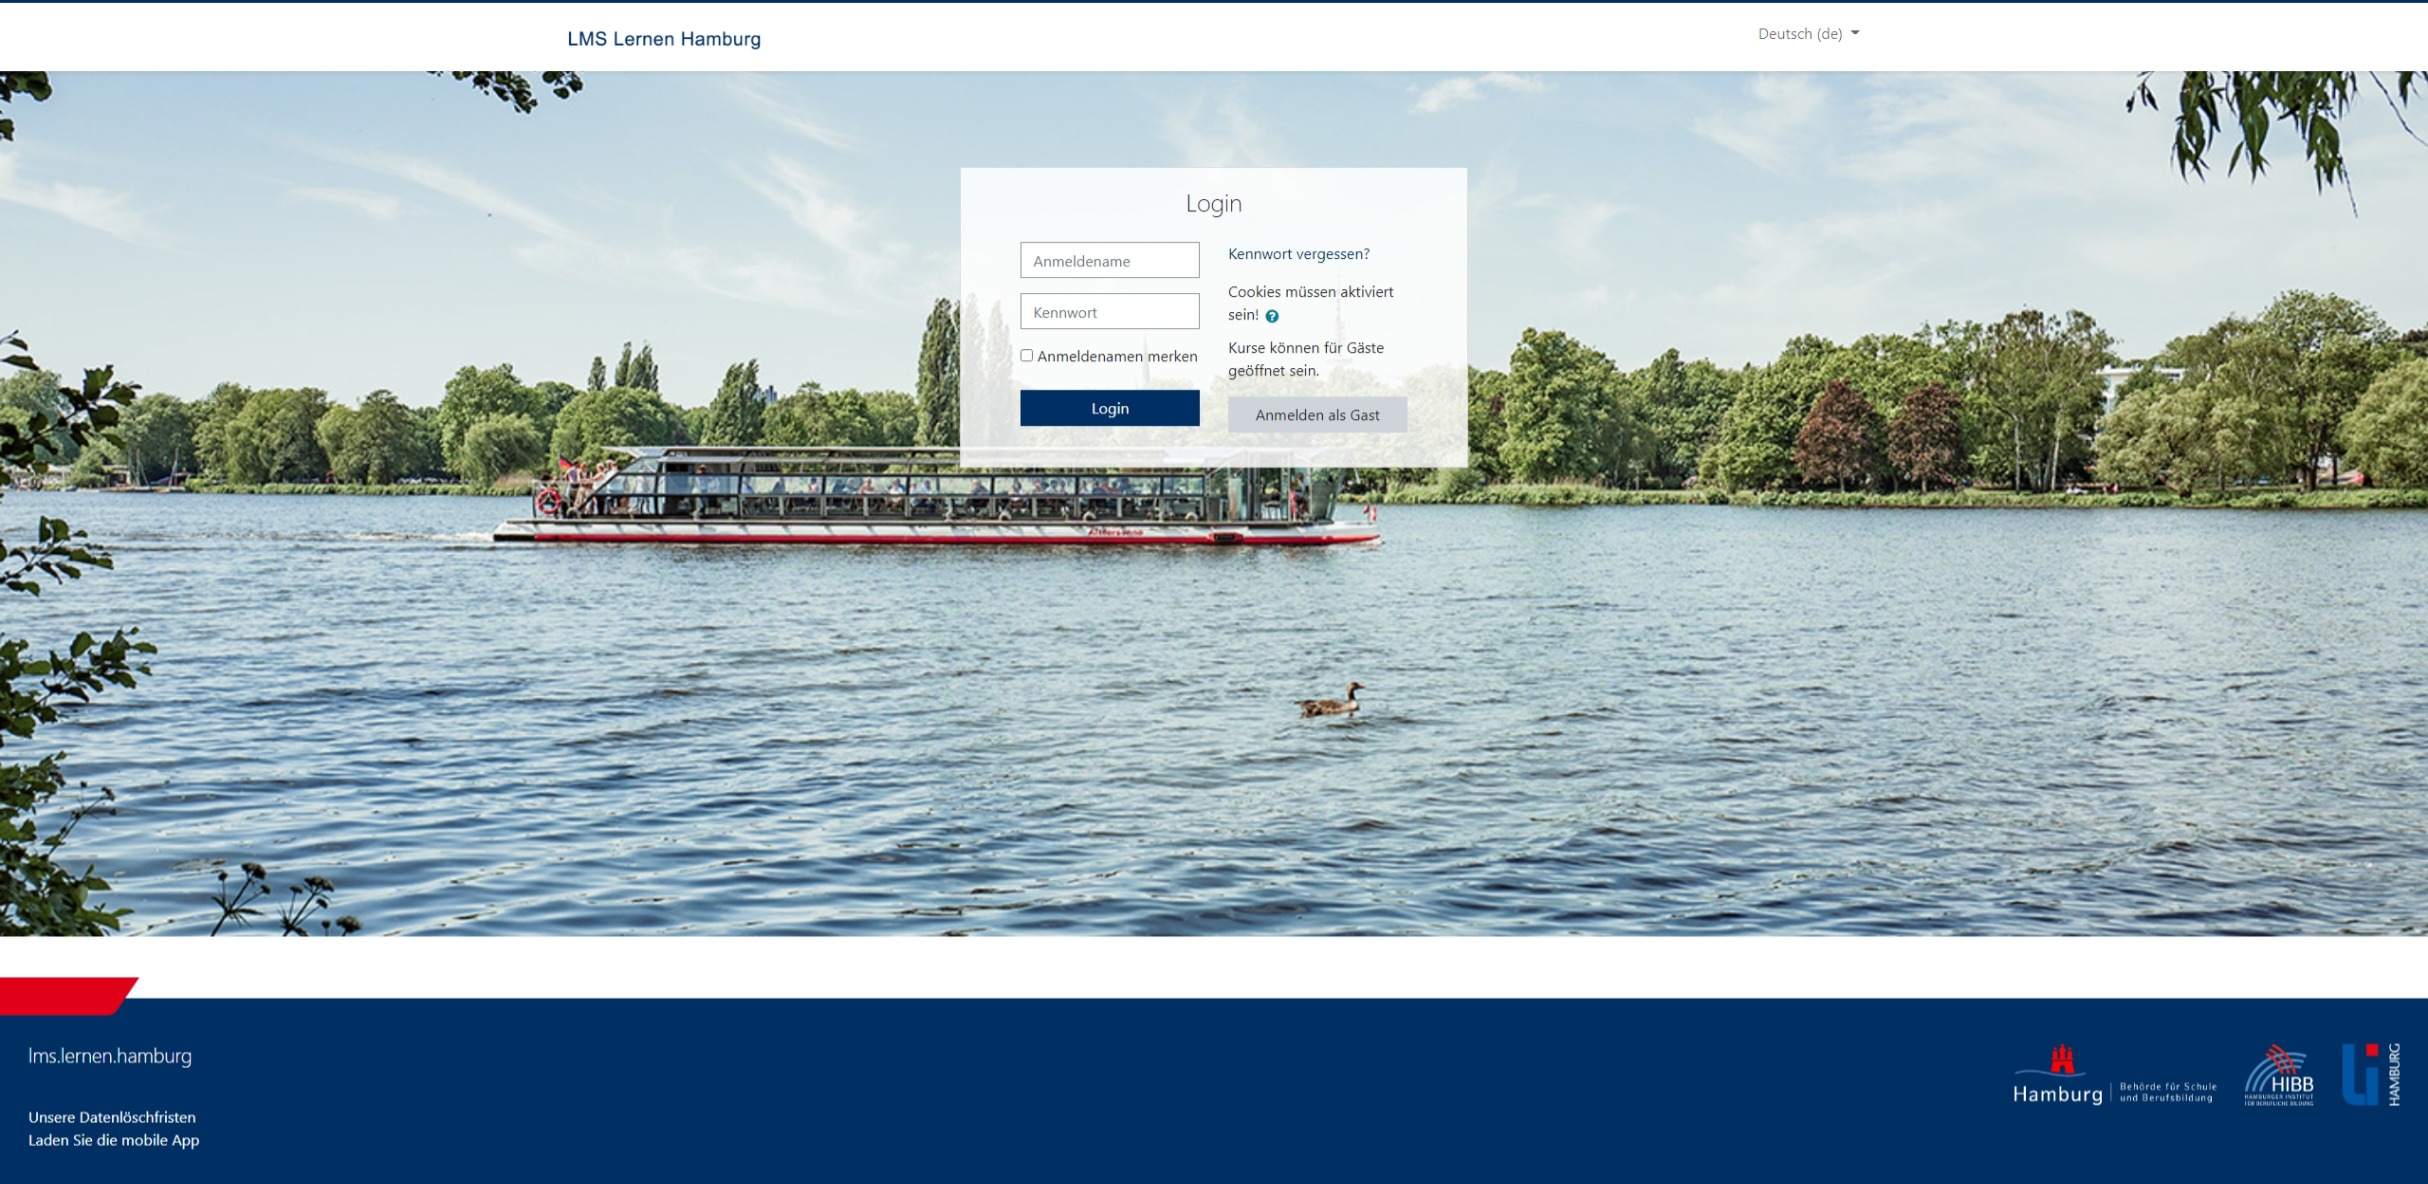 LMS Lernen Hamburg
Deutsch (de)
Login
Anmeldename
Kennwort
Anmeldenamen merken
Login
Kennwort vergessen?
Cookies müssen aktiviert
sein!
Kurse können für Gäste
geöffnet sein.
Anmelden als Gast
lms.lernen.hamburg
Unsere Datenlöschfristen
Laden Sie die mobile App
Hamburg
Behörde für Schule
und Berufsbildung
HIBB
HAMBURGER INSTITUT
FÜR BERUFLICHE BILDUNG
Li
HAMBURG